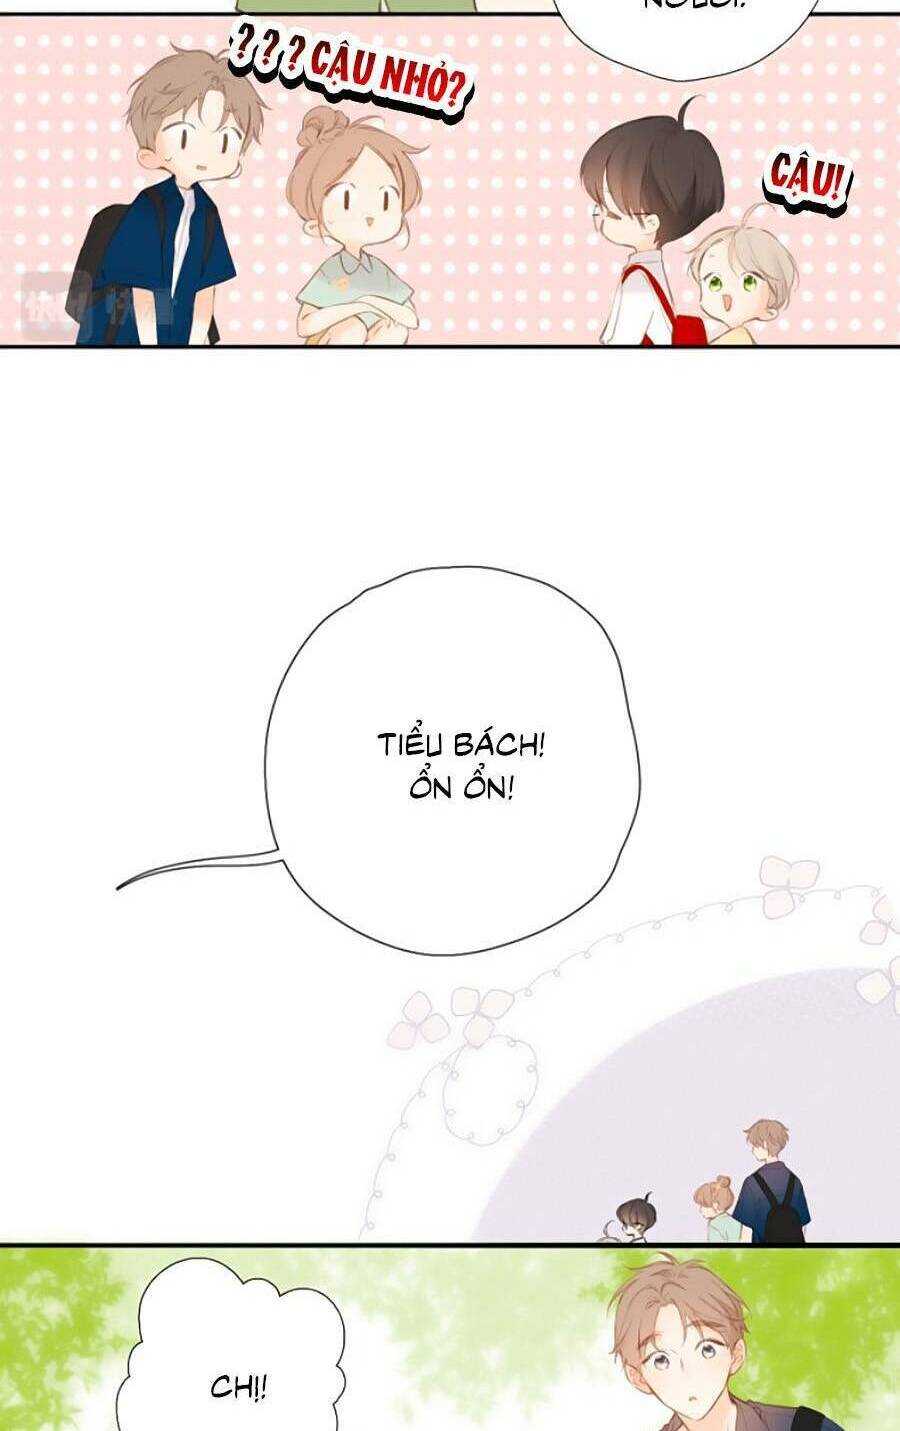 ? ? ? CẬU NHỎ?
CẬU!
TIỂU BÁCH!
ỔN ỔN!
CHỊ!